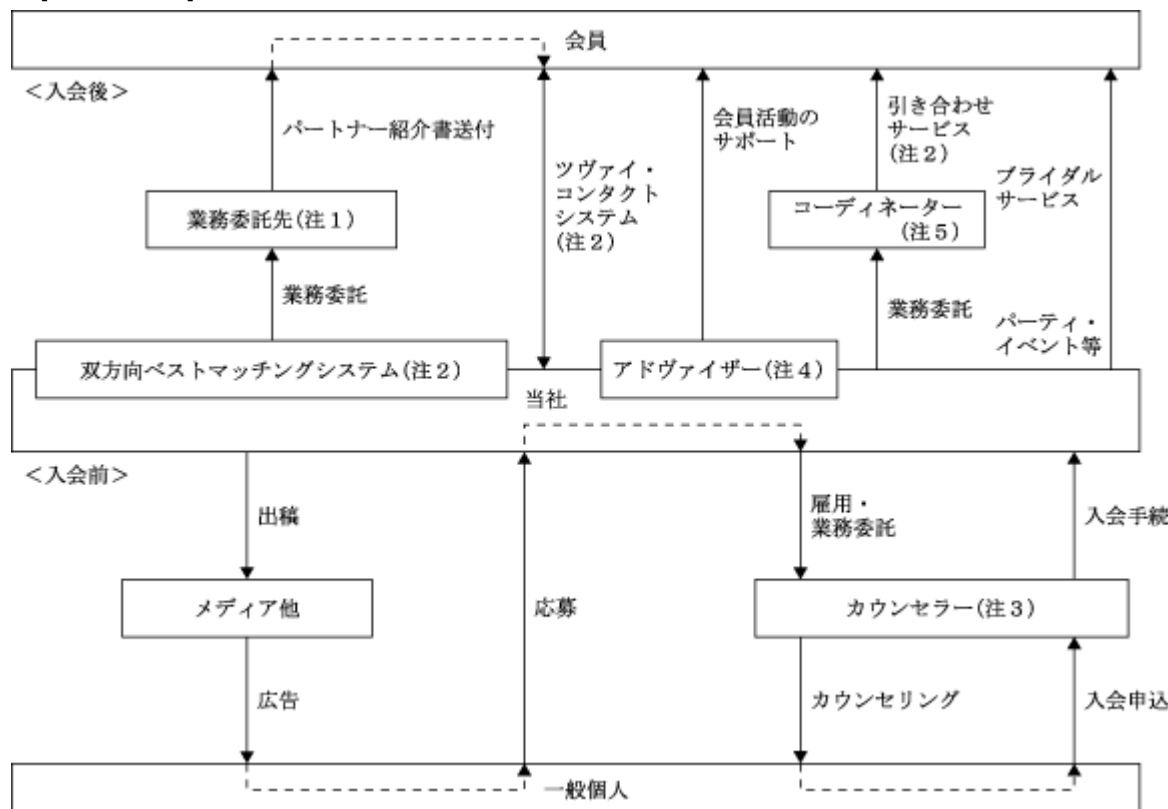 会員
＜入会後＞
パートナー紹介書送付
ツヴァイ・
コンタクト
システム
(注２)
会員活動の
サポート
引き合わせ
サービス
(注２)
ブライダル
サービス
業務委託先(注１)
コーディネーター
(注５)
業務委託
業務委託
パーティ・
イベント等
双方向ベストマッチングシステム(注２)
アドヴァイザー(注４)
当社
＜入会前＞
出稿
雇用・
業務委託
入会手続
メディア他
応募
カウンセラー(注３)
広告
カウンセリング
入会申込
一般個人